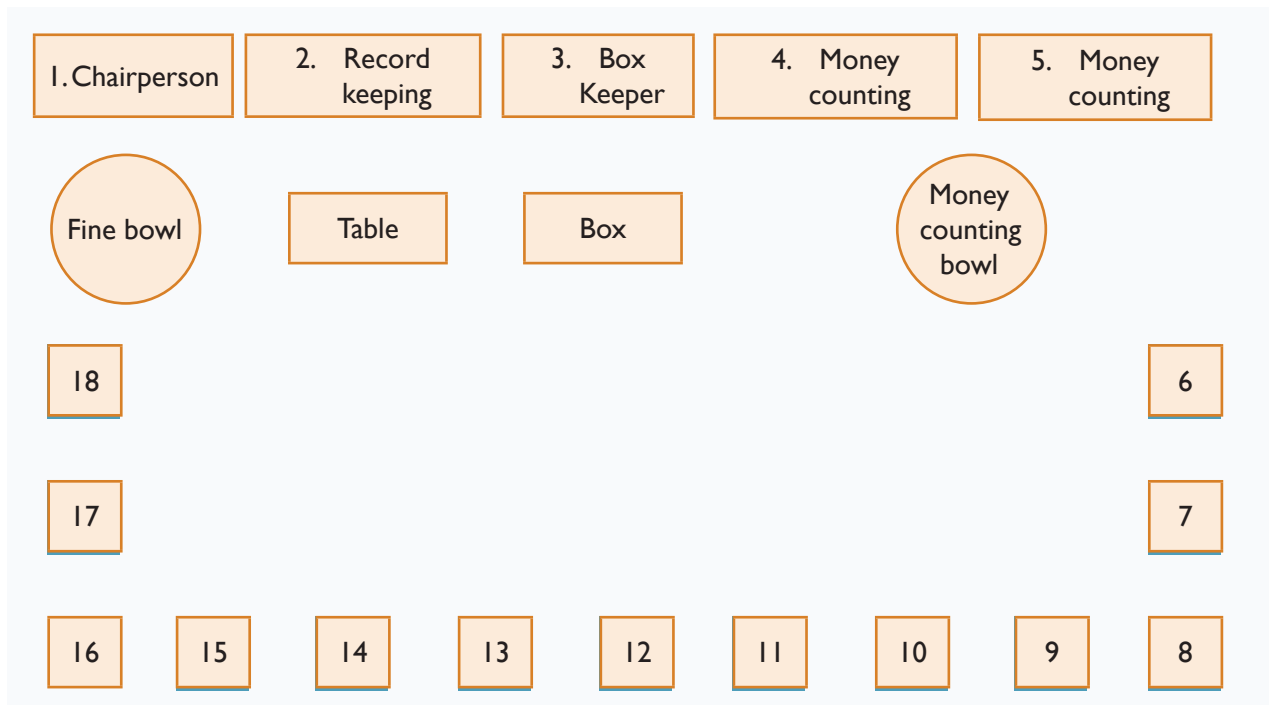 1. Chairperson
2. Record
keeping
3. Box
Keeper
4. Money
counting
5. Money
counting
Fine bowl
Table
Box
Money
counting
bowl
18
6
17
7
16
15
14
13
12
11
10
9
8